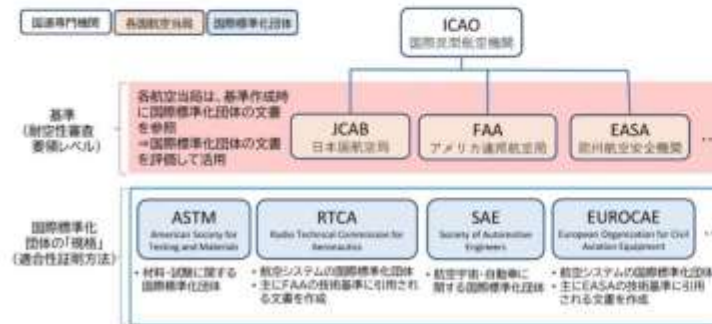 国連専門機関
各国航空当局
国際標準化団体
ICAO
国際民間航空機関
基準
(耐空性審査
要領レベル)
各航空当局は、基準作成時
に国際標準化団体の文書
を参照
⇒国際標準化団体の文書
を評価して活用
JCAB
日本国航空局
FAA
アメリカ連邦航空局
EASA
欧州航空安全機関
…
国際標準化
団体の「規格」
(適合性証明方法)
ASTM
American Society for
Testing and Materials
・材料・試験に関する
国際標準化団体
RTCA
Radio Technical Commission for
Aeronautics
・航空システムの国際標準化団体
・主にFAAの技術基準に引用され
る文書を作成
SAE
Society of Automotive
Engineers
・航空宇宙・自動車に
関する国際標準化団体
EUROCAE
European Organization for Civil
Aviation Equipment
・航空システムの国際標準化団体
・主にEASAの技術基準に引用
される文書を作成
…